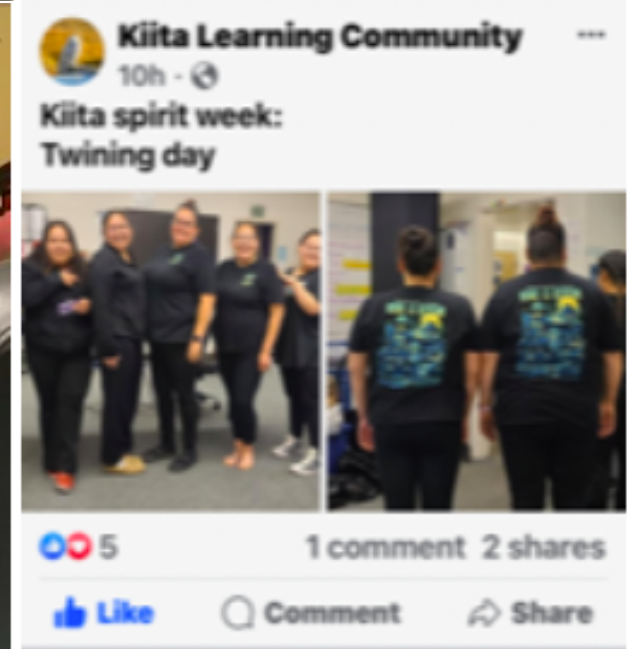 Kiita Learning Community
10h ·
Kiita spirit week:
Twining day
5
1 comment 2 shares
Like
Comment
Share